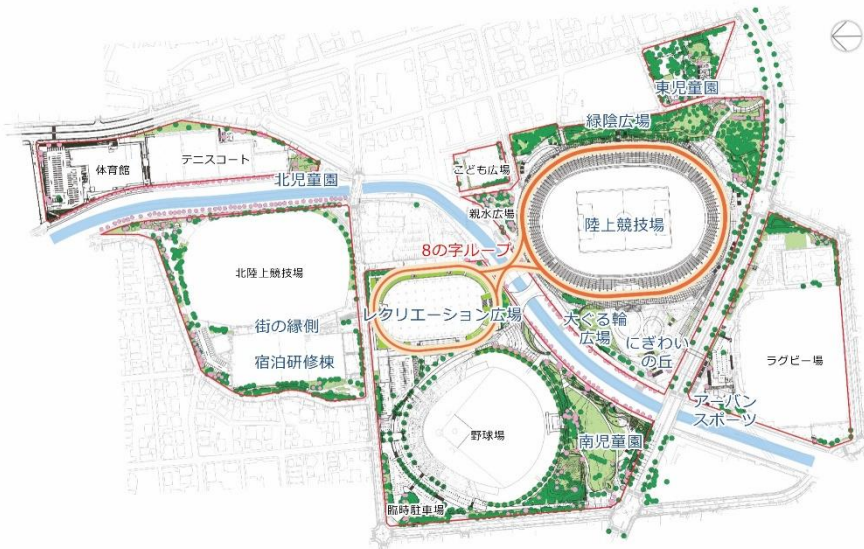 東児童園
緑陰広場
体育館
テニスコート
こども広場
北児童園
親水広場
陸上競技場
8の字ループ
北陸上競技場
レクリエーション広場
街の縁側
大ぐる輪
広場
にぎわい
の丘
宿泊研修棟
ラグビー場
アーバン
スポーツ
野球場
南児童園
臨時駐車場